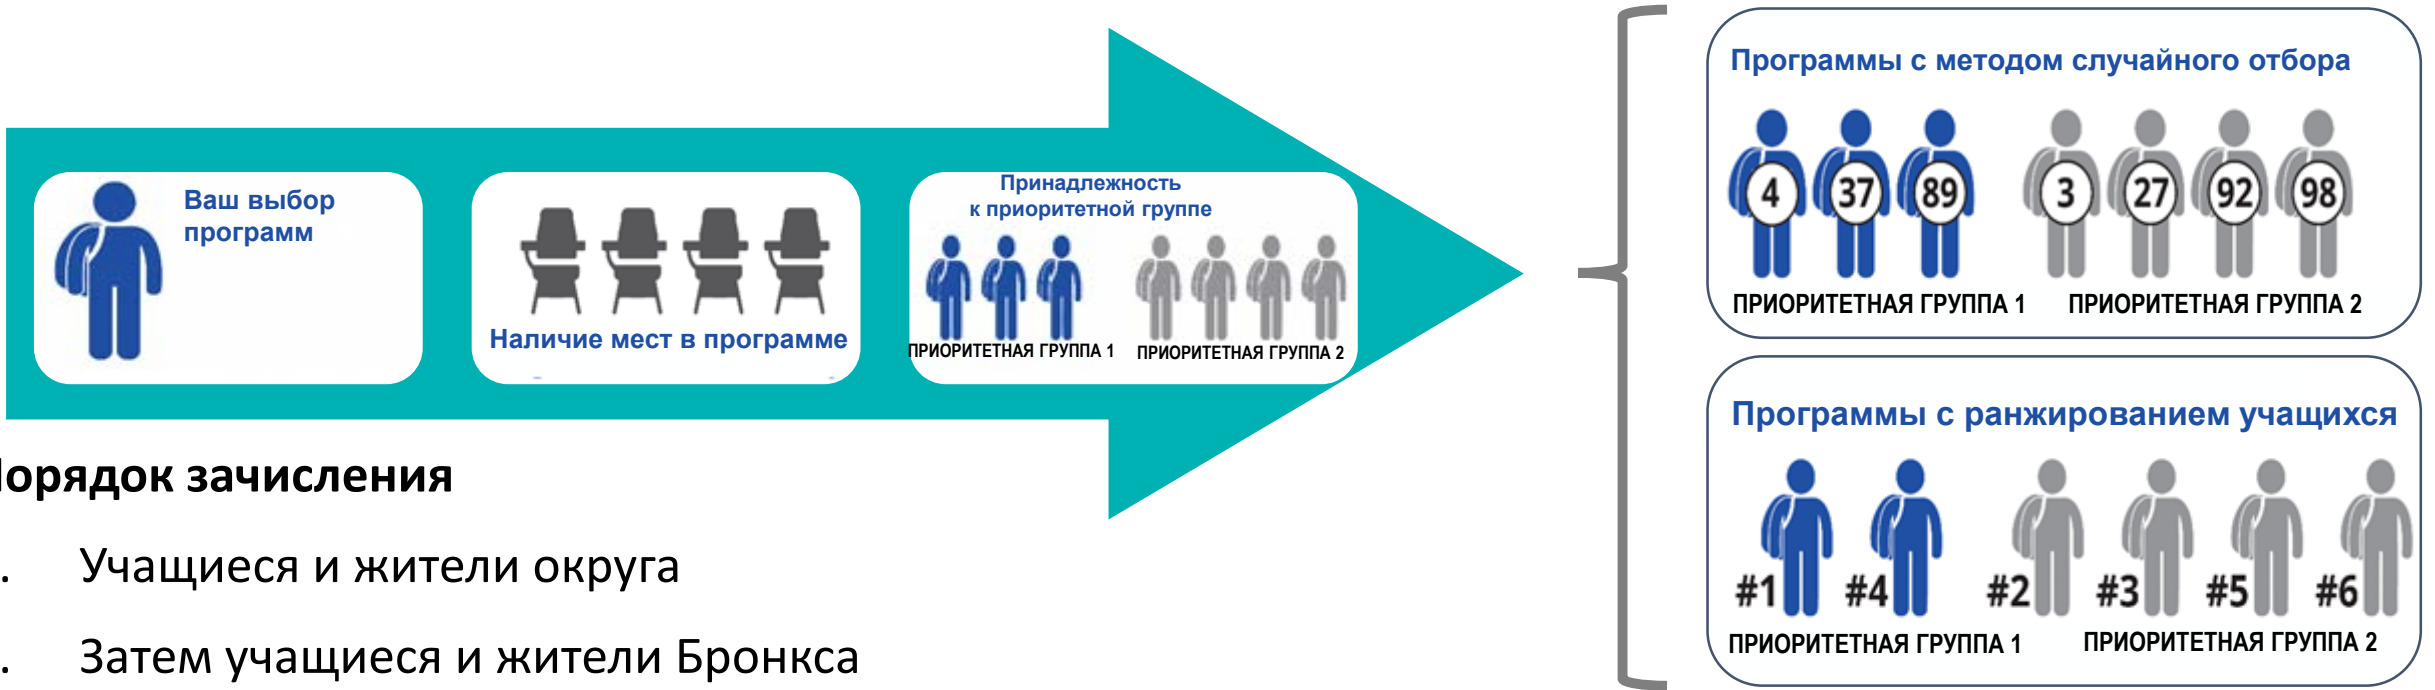 Ваш выбор
программ
Наличие мест в программе
Принадлежность
к приоритетной группе
ПРИОРИТЕТНАЯ ГРУППА 1 ПРИОРИТЕТНАЯ ГРУППА 2
Программы с методом случайного отбора
4 37 89 3 27 92 98
ПРИОРИТЕТНАЯ ГРУППА 1 ПРИОРИТЕТНАЯ ГРУППА 2
Программы с ранжированием учащихся
#1 #4 #2 #3 #5 #6
ПРИОРИТЕТНАЯ ГРУППА 1 ПРИОРИТЕТНАЯ ГРУППА 2
зачисления
. Учащиеся и жители округа
. Затем учащиеся и жители Бронкса